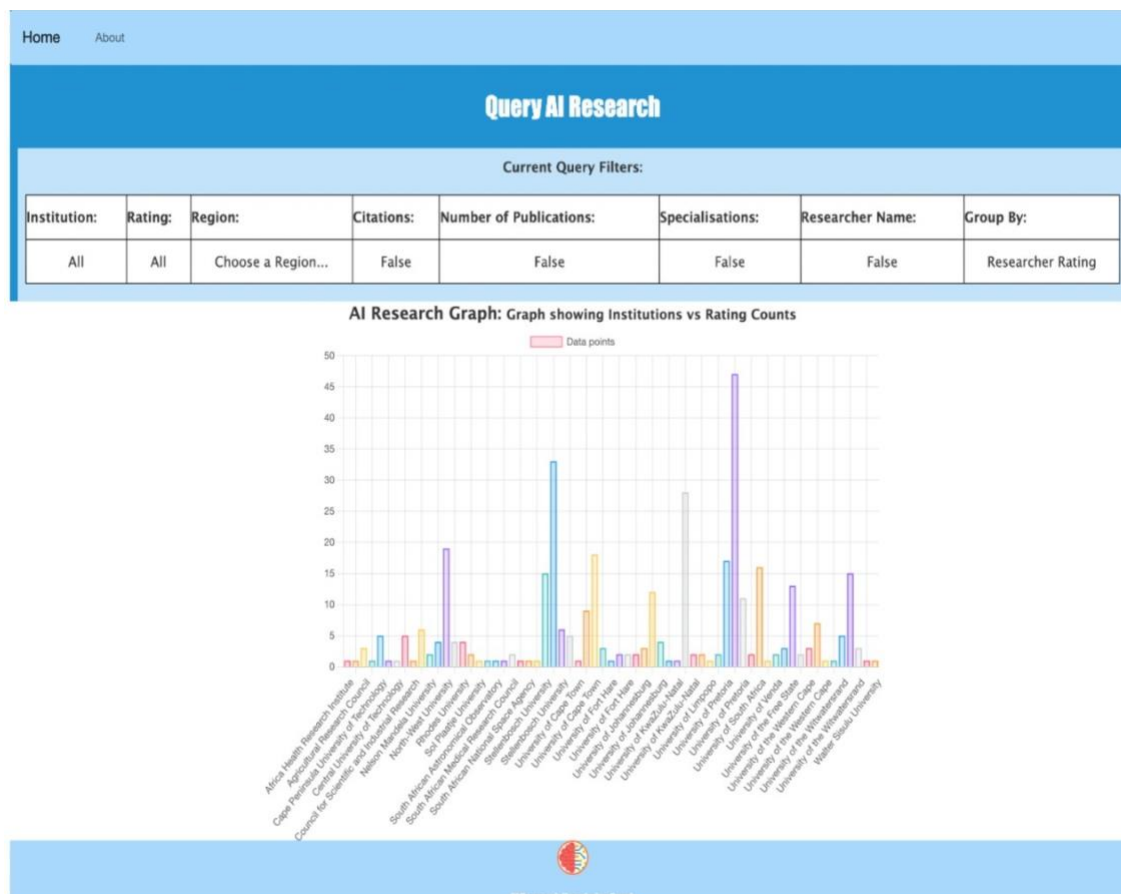 Home About
Query AI Research
Current Query Filters:
Institution: Rating: Region: Citations: Number of Publications: Specialisations: Researcher Name: Group By:
All All Choose a Region... False False False False Researcher Rating
AI Research Graph: Graph showing Institutions vs Rating Counts
Data points
50
45
40
35
30
25
20
15
10
5
0
Africa Health Research Institute
Agricultural Research Council
Cape Peninsula University of Technology
Central University of Technology
Council for Scientific and Industrial Research
Nelson Mandela University
North-West University
Rhodes University
Sol Plaatje University
South African Astronomical Observatory
South African Medical Research Council
South African National Space Agency
Stellenbosch University
Stellenbosch University
University of Cape Town
University of Cape Town
University of Fort Hare
University of Fort Hare
University of Johannesburg
University of Johannesburg
University of KwaZulu-Natal
University of KwaZulu-Natal
University of Limpopo
University of Pretoria
University of Pretoria
University of South Africa
University of Venda
University of the Free State
University of the Western Cape
University of the Western Cape
University of the Witwatersrand
University of the Witwatersrand
Walter Sisulu University